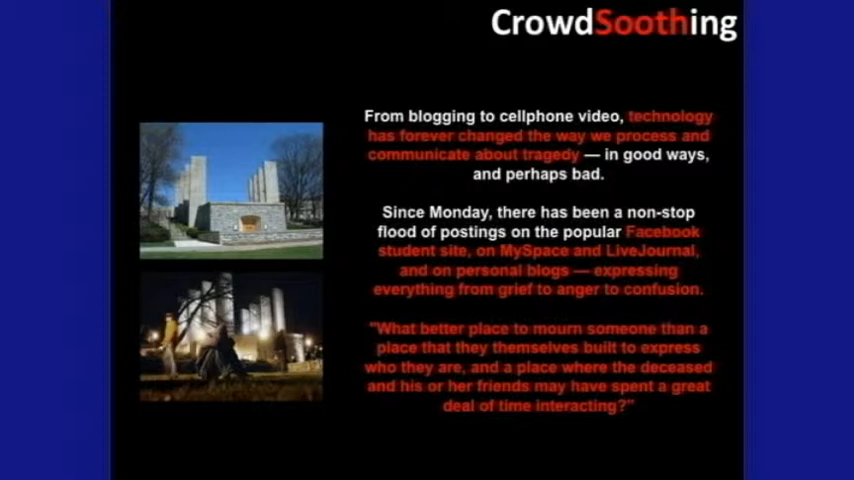 CrowdSoothing
From blogging to cellphone video, technology
has forever changed the way we process and
communicate about tragedy — in good ways,
and perhaps bad.
Since Monday, there has been a non-stop
flood of postings on the popular Facebook
student site, on MySpace and LiveJournal,
and on personal blogs — expressing
everything from grief to anger to confusion.
"What better place to mourn someone than a
place that they themselves built to express
who they are, and a place where the deceased
and his or her friends may have spent a great
deal of time interacting?"